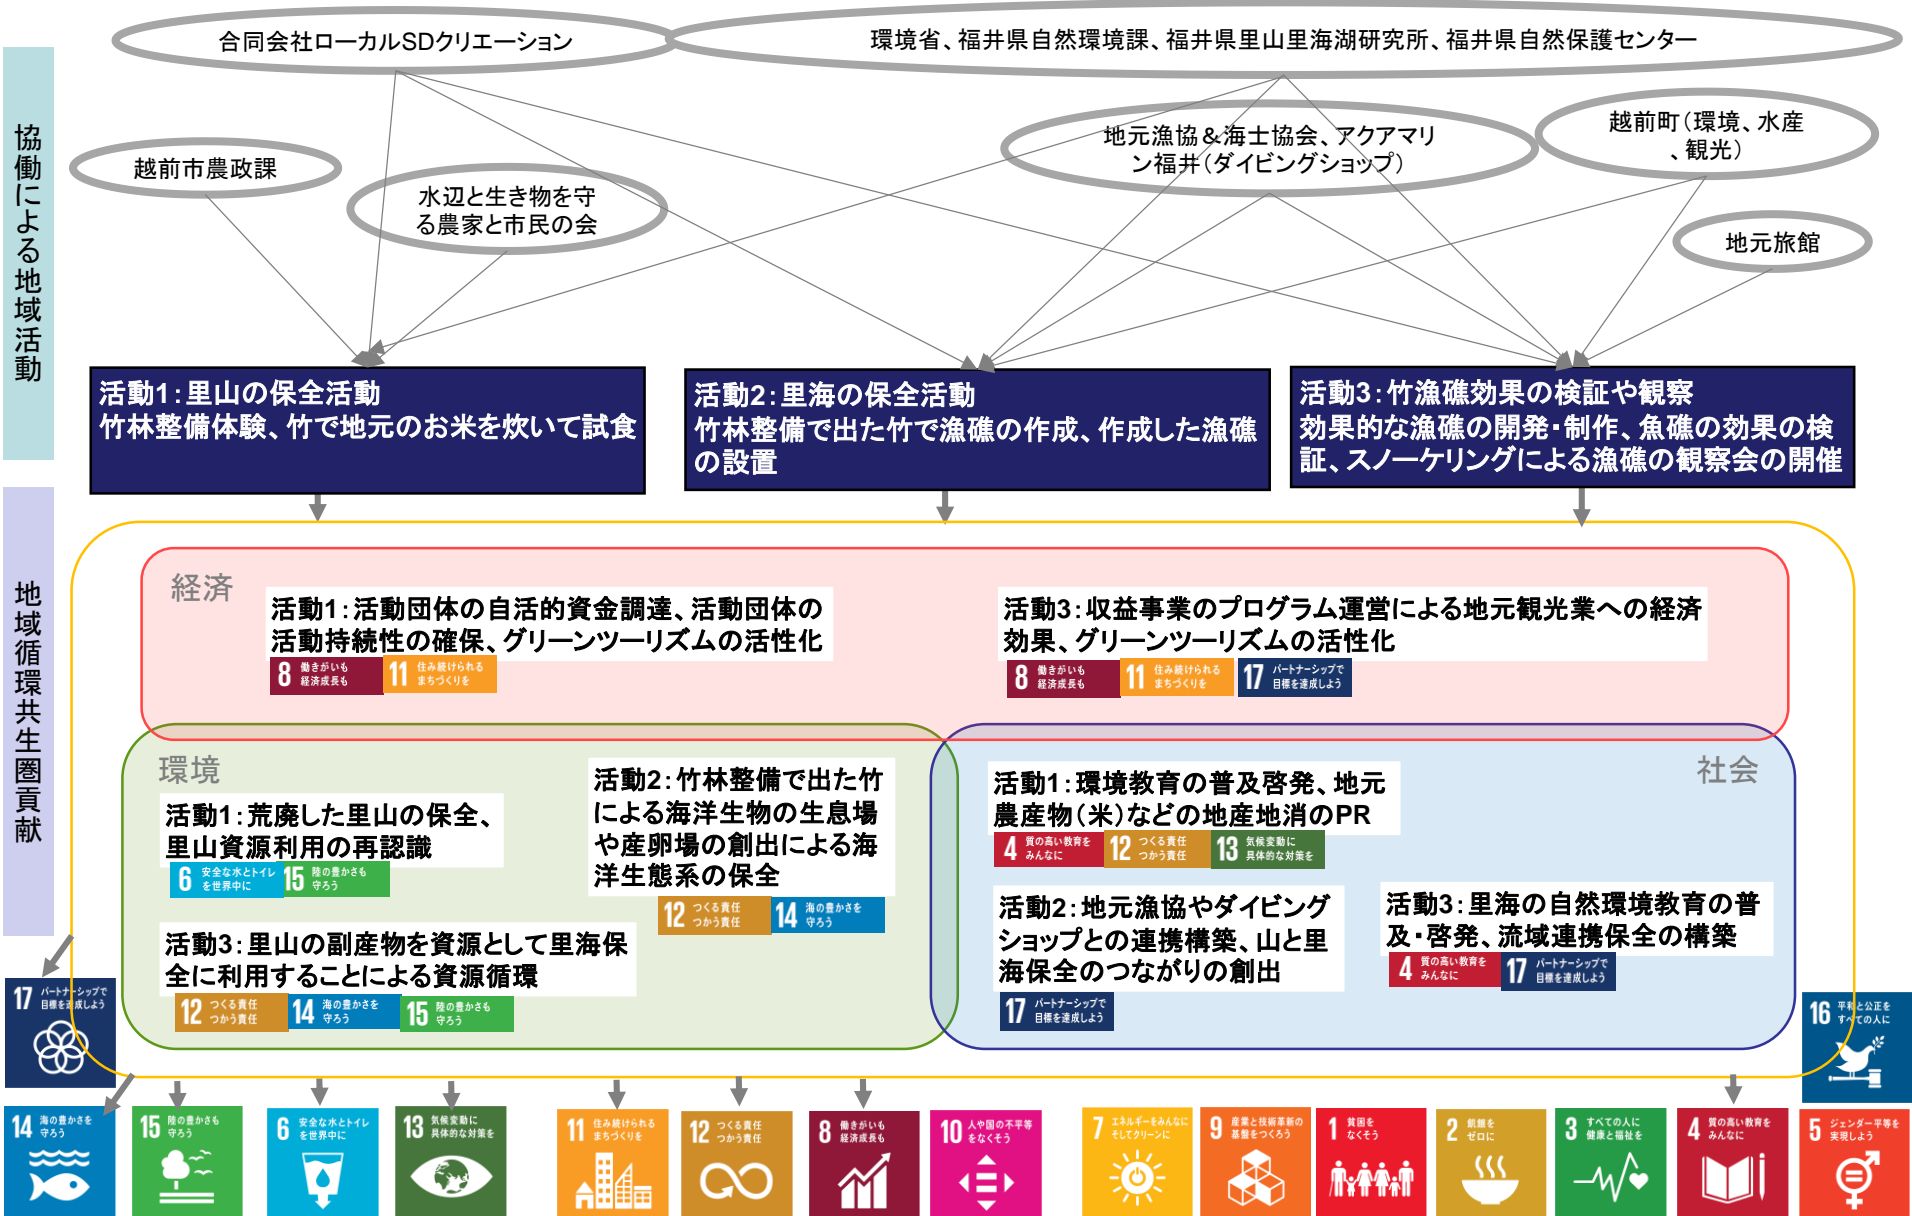 合同会社ローカルSDクリエーション
環境省、福井県自然環境課、福井県里山里海湖研究所、福井県自然保護センター
協働による地域活動
越前市農政課
水辺と生き物を守
る農家と市民の会
地元漁協&海士協会、アクアマリ
ン福井(ダイビングショップ)
越前町(環境、水産
、観光)
地元旅館
活動1:里山の保全活動
竹林整備体験、竹で地元のお米を炊いて試食
活動2:里海の保全活動
竹林整備で出た竹で漁礁の作成、作成した漁礁
の設置
活動3:竹漁礁効果の検証や観察
効果的な漁礁の開発・制作、魚礁の効果の検
証、スノーケリングによる漁礁の観察会の開催
地域循環共生圏貢献
経済
活動1:活動団体の自活的資金調達、活動団体の
活動持続性の確保、グリーンツーリズムの活性化
8 働きがいも
経済成長も
11 住み続けられる
まちづくりを
活動3:収益事業のプログラム運営による地元観光業への経済
効果、グリーンツーリズムの活性化
8 働きがいも
経済成長も
11 住み続けられる
まちづくりを
17 パートナーシップで
目標を達成しよう
環境
活動1:荒廃した里山の保全、
里山資源利用の再認識
6 安全な水とトイレ
を世界中に
15 陸の豊かさも
守ろう
活動2:竹林整備で出た竹
による海洋生物の生息場
や産卵場の創出による海
洋生態系の保全
12 つくる責任
つかう責任
14 海の豊かさを
守ろう
活動3:里山の副産物を資源として里海保
全に利用することによる資源循環
12 つくる責任
つかう責任
14 海の豊かさを
守ろう
15 陸の豊かさも
守ろう
社会
活動1:環境教育の普及啓発、地元
農産物(米)などの地産地消のPR
4 質の高い教育を
みんなに
12 つくる責任
つかう責任
13 気候変動に
具体的な対策を
活動2:地元漁協やダイビング
ショップとの連携構築、山と里
海保全のつながりの創出
17 パートナーシップで
目標を達成しよう
活動3:里海の自然環境教育の普
及・啓発、流域連携保全の構築
4 質の高い教育を
みんなに
17 パートナーシップで
目標を達成しよう
17 パートナーシップで
目標を達成しよう
16 平和と公正を
すべての人に
14 海の豊かさを
守ろう
15 陸の豊かさも
守ろう
6 安全な水とトイレ
を世界中に
13 気候変動に
具体的な対策を
11 住み続けられる
まちづくりを
12 つくる責任
つかう責任
8 働きがいも
経済成長も
10 人や国の不平等
をなくそう
7 エネルギーをみんなに
そしてクリーンに
9 産業と技術革新の
基盤をつくろう
1 貧困を
なくそう
2 飢餓を
ゼロに
3 すべての人に
健康と福祉を
4 質の高い教育を
みんなに
5 ジェンダー平等を
実現しよう